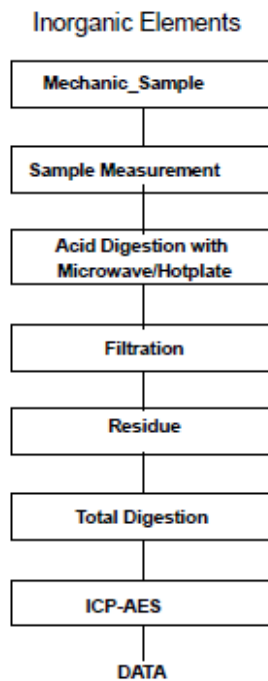 Inorganic Elements
Mechanic_Sample
Sample Measurement
Acid Digestion with
Microwave/Hotplate
Filtration
Residue
Total Digestion
ICP-AES
DATA